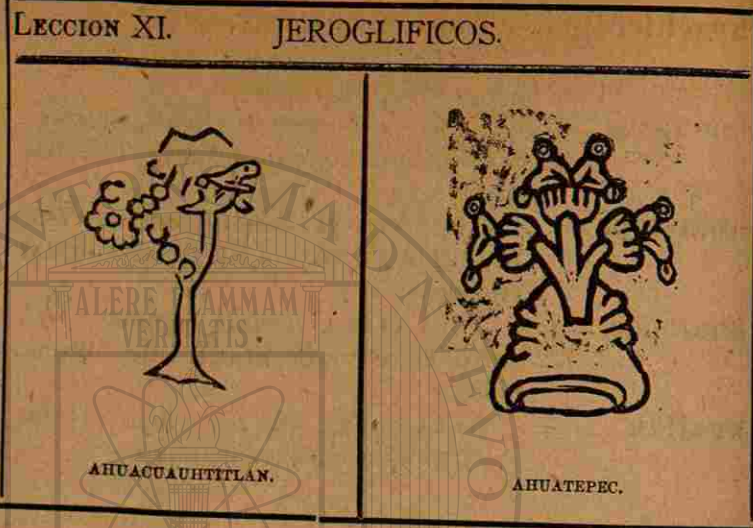 LECCION XI. JEROGLIFICOS.
AHUACUAUHTITLAN.
AHUATEPEC.
ALERE FLAMMAM
VERITATIS